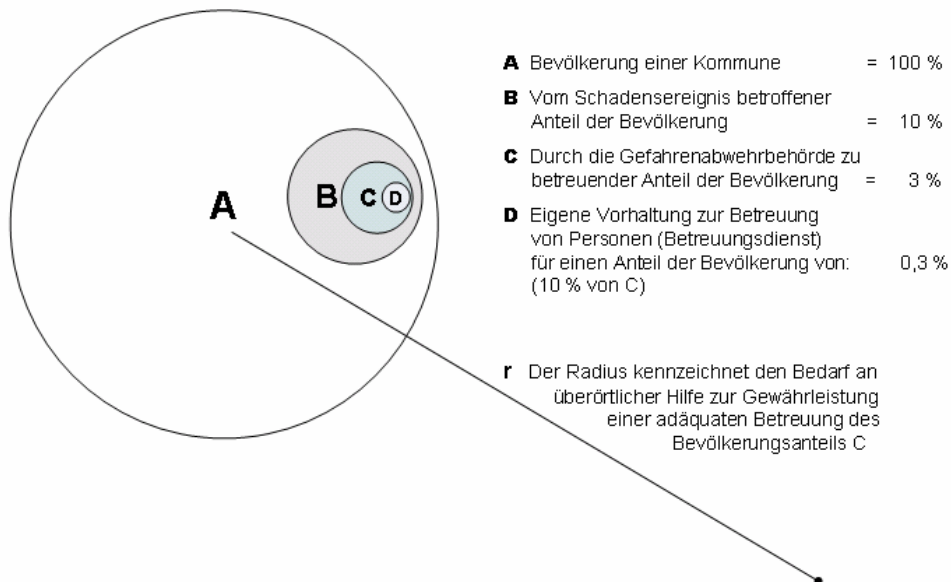 A
B
C
D
A Bevölkerung einer Kommune = 100 %
B Vom Schadensereignis betroffener
Anteil der Bevölkerung = 10 %
C Durch die Gefahrenabwehrbehörde zu
betreuender Anteil der Bevölkerung = 3 %
D Eigene Vorhaltung zur Betreuung
von Personen (Betreuungsdienst)
für einen Anteil der Bevölkerung von: 0,3 %
(10 % von C)
r Der Radius kennzeichnet den Bedarf an
überörtlicher Hilfe zur Gewährleistung
einer adäquaten Betreuung des
Bevölkerungsanteils C